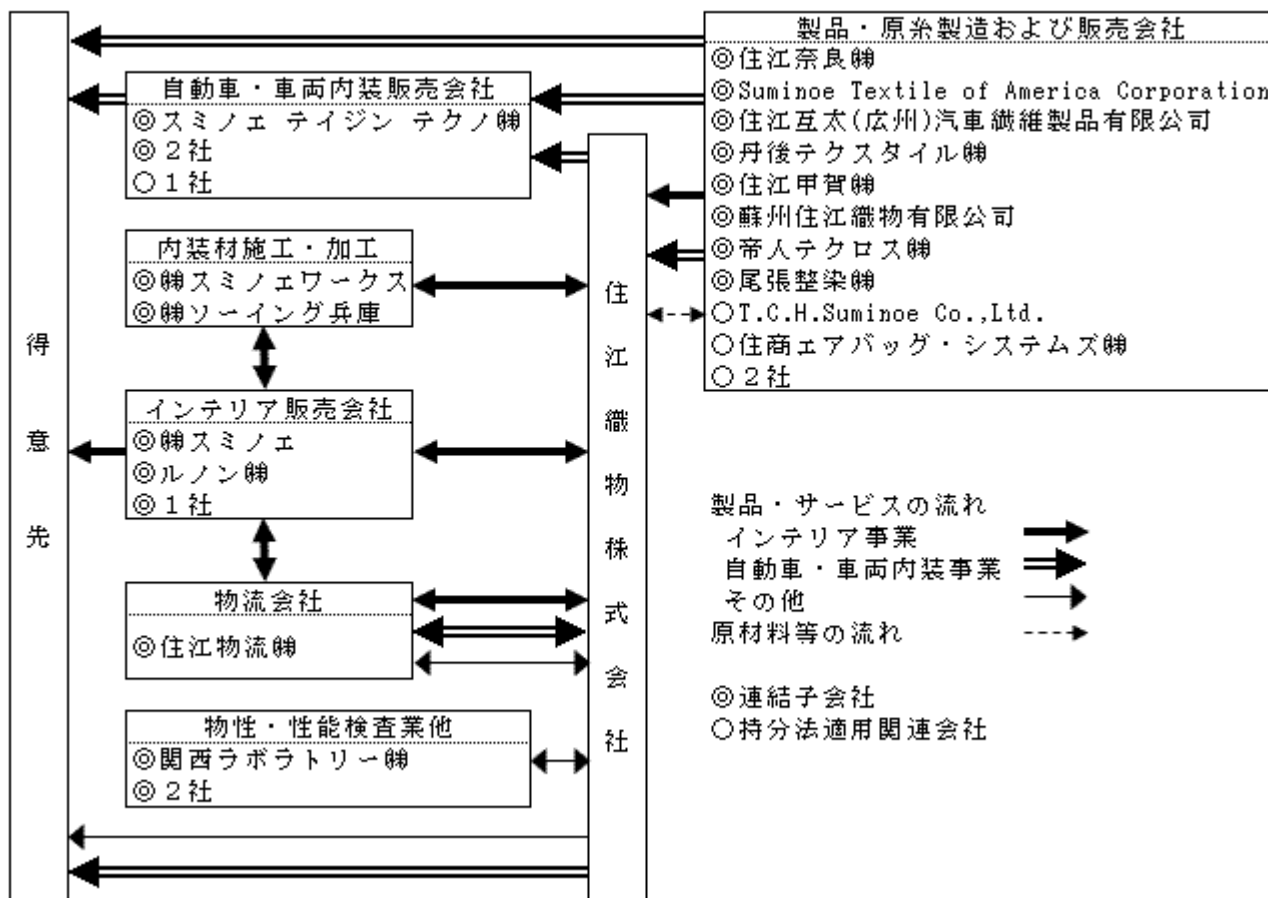 得意先
自動車・車両内装販売会社
◎スミノエ テイジン テクノ㈱
◎２社
○１社
内装材施工・加工
◎㈱スミノエワークス
◎㈱ソーイング兵庫
インテリア販売会社
◎㈱スミノエ
◎ルノン㈱
◎１社
物流会社
◎住江物流㈱
物性・性能検査業他
◎関西ラボラトリー㈱
◎２社
住江織物株式会社
製品・原糸製造および販売会社
◎住江奈良㈱
◎Suminoe Textile of America Corporation
◎住江互太(広州)汽車繊維製品有限公司
◎丹後テクスタイル㈱
◎住江甲賀㈱
◎蘇州住江織物有限公司
◎帝人テクロス㈱
◎尾張整染㈱
○T.C.H.Suminoe Co.,Ltd.
○住商エアバッグ・システムズ㈱
○２社
製品・サービスの流れ
インテリア事業
自動車・車両内装事業
その他
原材料等の流れ
◎連結子会社
○持分法適用関連会社